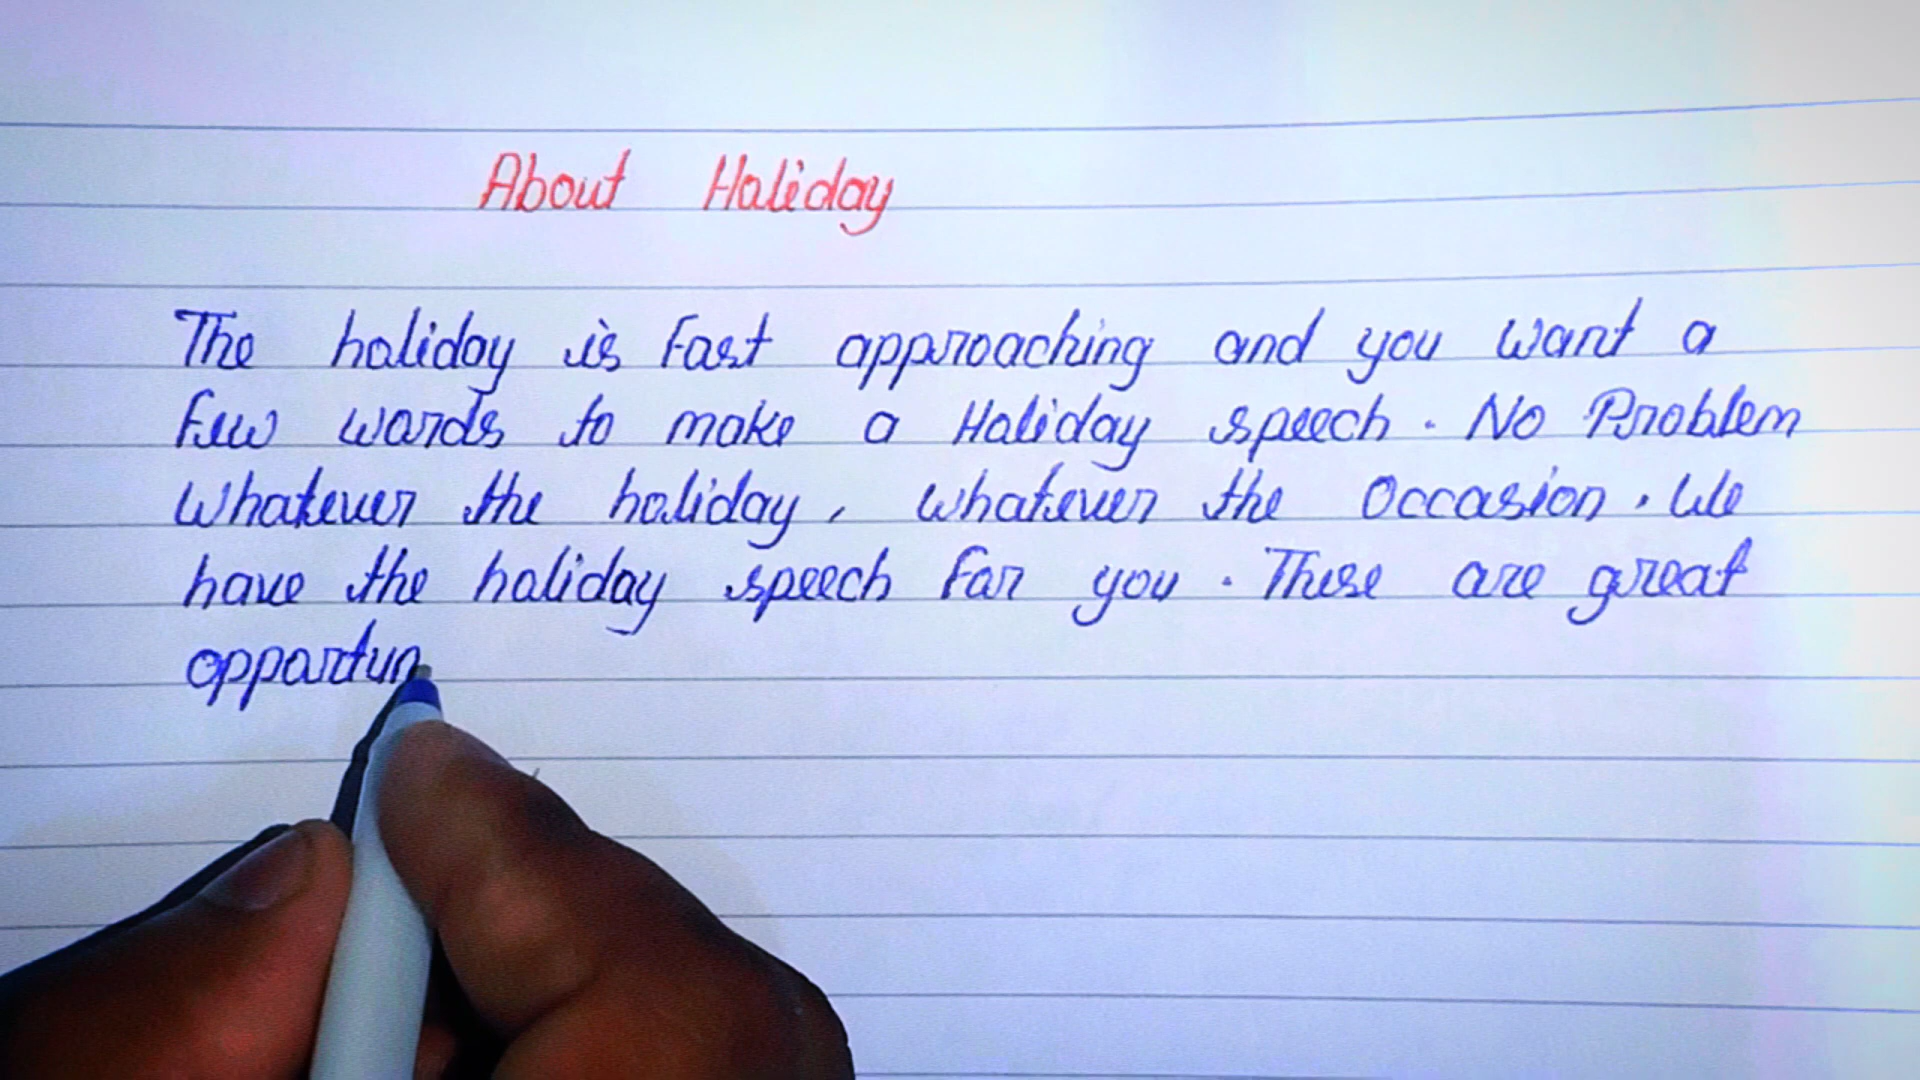 About Holiday
The holiday is Fast approaching and you want a
Few words to make a Holiday speech. No Problem
Whatever the holiday, whatever the Occasion. We
have the holiday speech For you. These are great
opportun